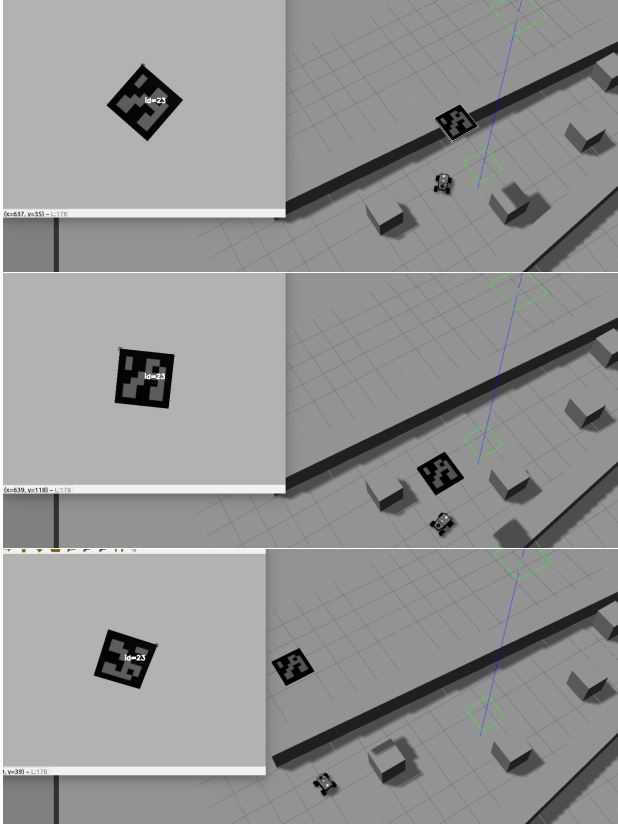 id=23
(x=637, y=35) ~ L:178
id=23
(x=639, y=118) ~ L:178
id=23
, y=39) ~ L:178